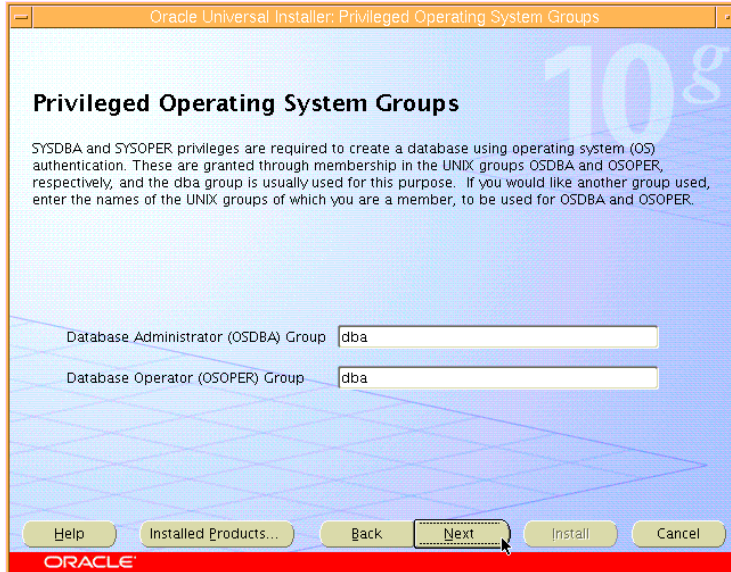 Oracle Universal Installer: Privileged Operating System Groups
10g
Privileged Operating System Groups
SYSDBA and SYSOPER privileges are required to create a database using operating system (OS)
authentication. These are granted through membership in the UNIX groups OSDBA and OSOPER,
respectively, and the dba group is usually used for this purpose. If you would like another group used,
enter the names of the UNIX groups of which you are a member, to be used for OSDBA and OSOPER.
Database Administrator (OSDBA) Group dba
Database Operator (OSOPER) Group dba
Help Installed Products... Back Next Install Cancel
ORACLE